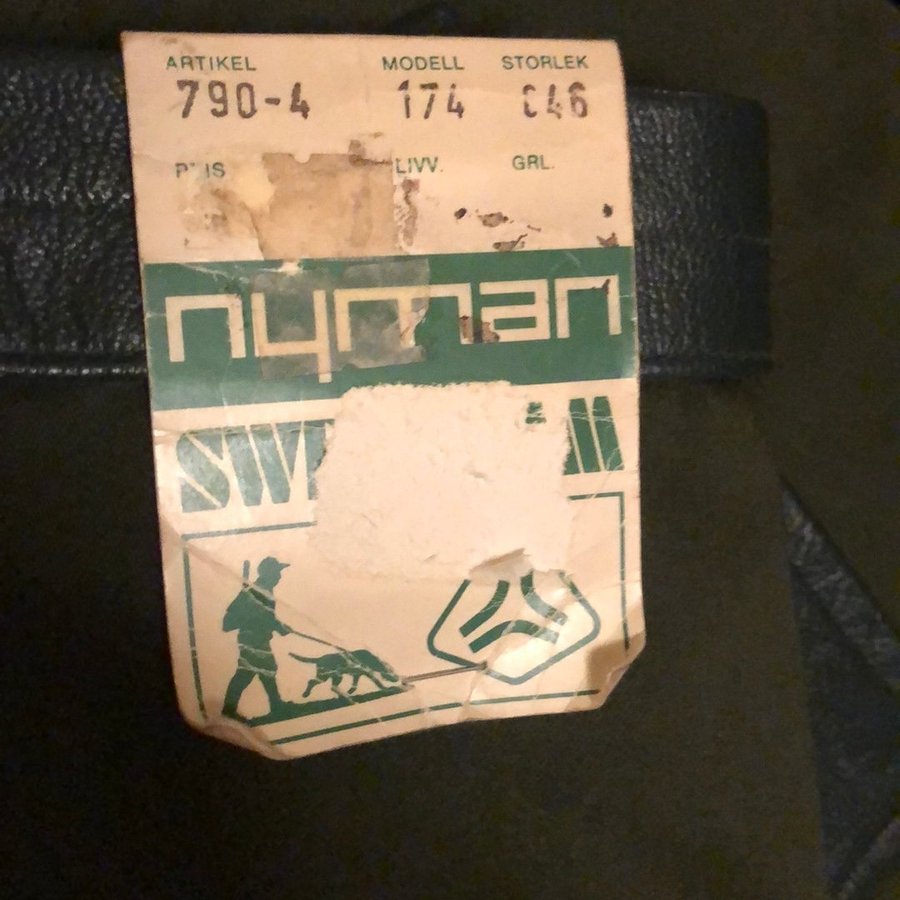 ARTIKEL MODELL STORLEK
790-4 174 C46
LIVV. GRL.
nyman